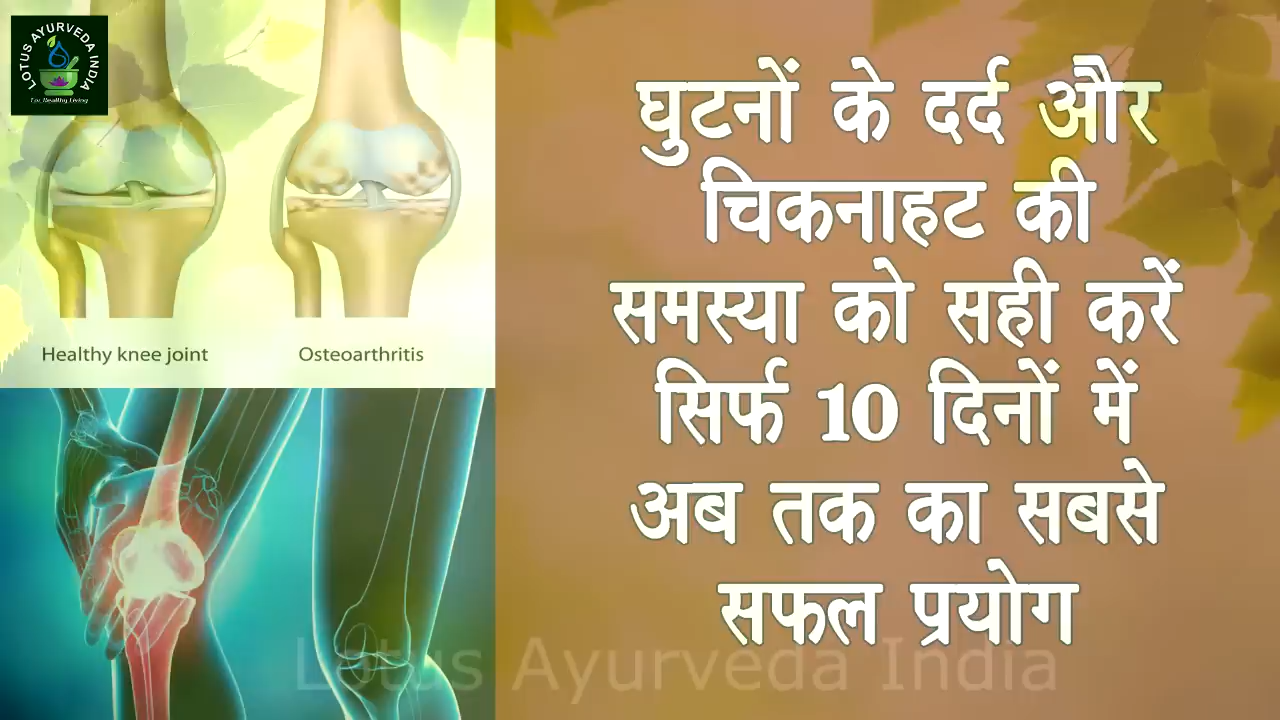 LOTUS AYURVEDA INDIA
For Healthy Living
Healthy knee joint
Osteoarthritis
घुटनों के दर्द और
चिकनाहट की
समस्या को सही करें
सिर्फ 10 दिनों में
अब तक का सबसे
सफल प्रयोग
Lotus Ayurveda India